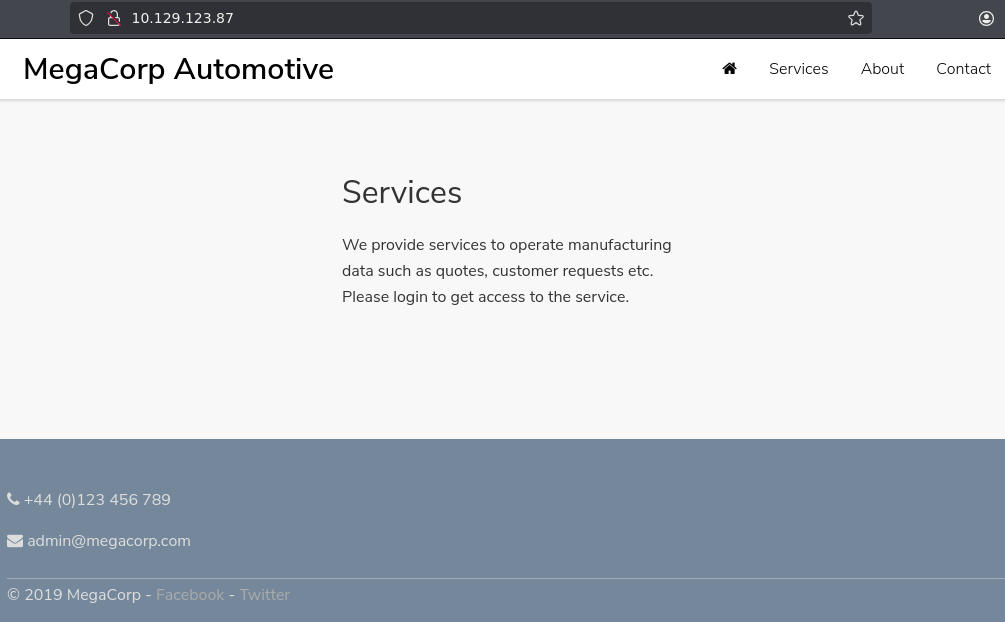 10.129.123.87
MegaCorp Automotive
Services About Contact
Services
We provide services to operate manufacturing
data such as quotes, customer requests etc.
Please login to get access to the service.
+44 (0)123 456 789
admin@megacorp.com
© 2019 MegaCorp - Facebook - Twitter